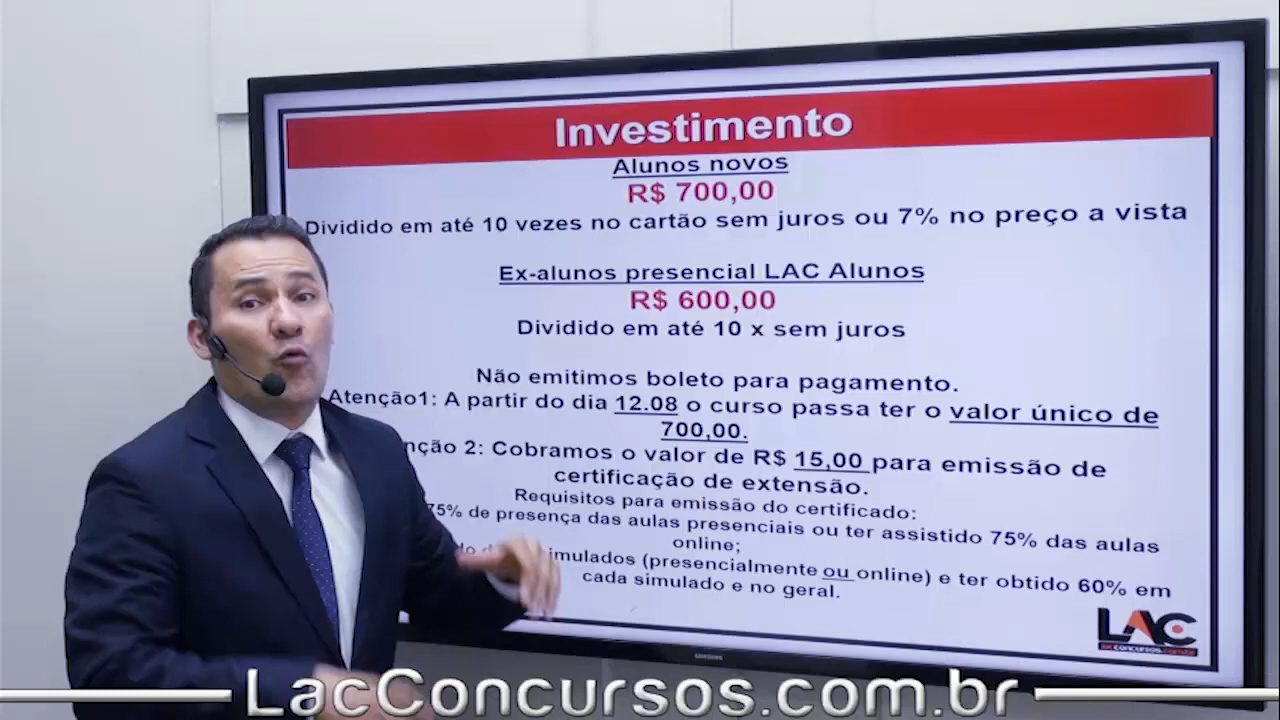 Investimento
Alunos novos
R$ 700,00
Dividido em até 10 vezes no cartão sem juros ou 7% no preço a vista
Ex-alunos presencial LAC Alunos
R$ 600,00
Dividido em até 10 x sem juros
Não emitimos boleto para pagamento.
Atenção1: A partir do dia 12.08 o curso passa ter o valor único de
700,00.
nção 2: Cobramos o valor de R$ 15,00 para emissão de
certificação de extensão.
Requisitos para emissão do certificado:
75% de presença das aulas presenciais ou ter assistido 75% das aulas
online;
imulados (presencialmente ou online) e ter obtido 60% em
cada simulado e no geral.
LAC
lacconcursos.com.br
SAMSUNG
LacConcursos.com.br